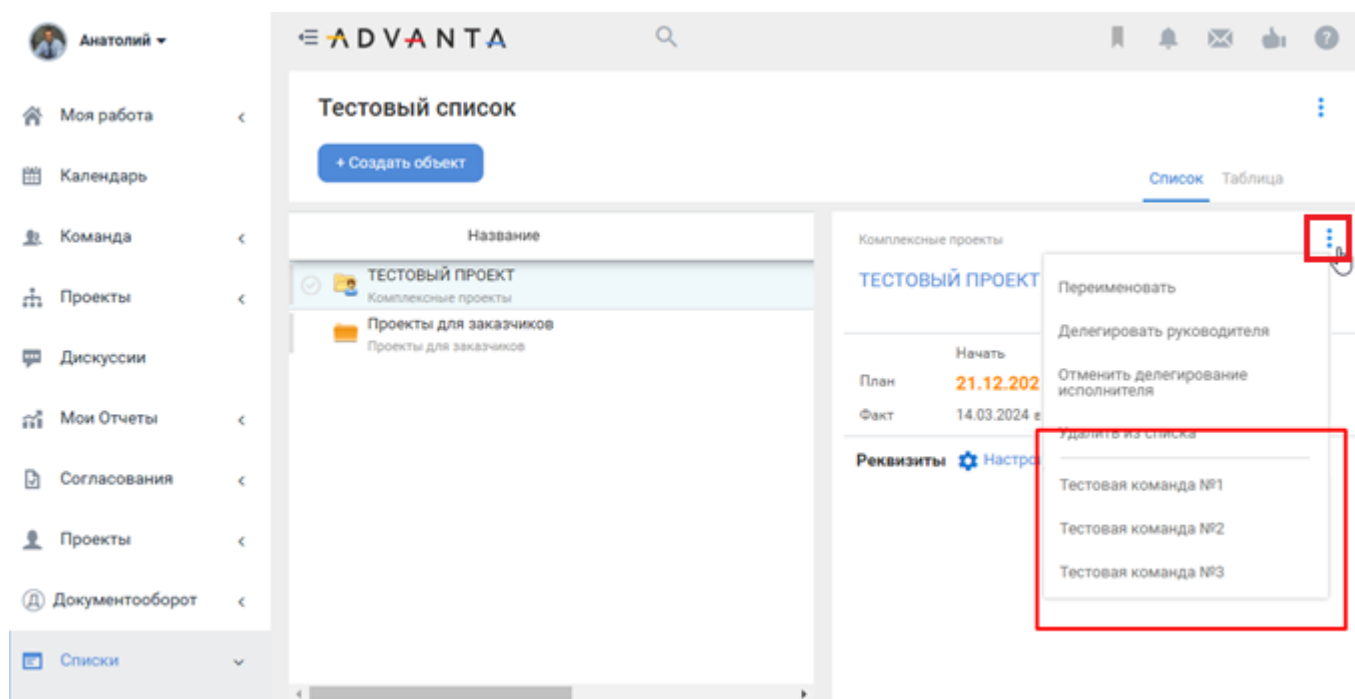 Анатолий
ADVANTA
Моя работа
Календарь
Команда
Проекты
Дискуссии
Мои Отчеты
Согласования
Проекты
Документооборот
Списки
Тестовый список
+ Создать объект
Список Таблица
Название
ТЕСТОВЫЙ ПРОЕКТ
Комплексные проекты
Проекты для заказчиков
Проекты для заказчиков
Комплексные проекты
ТЕСТОВЫЙ ПРОЕКТ
Начать
План 21.12.202
Факт 14.03.2024 в
Реквизиты Настро
Переименовать
Делегировать руководителя
Отменить делегирование
исполнителя
Удалить из списка
Тестовая команда №1
Тестовая команда №2
Тестовая команда №3